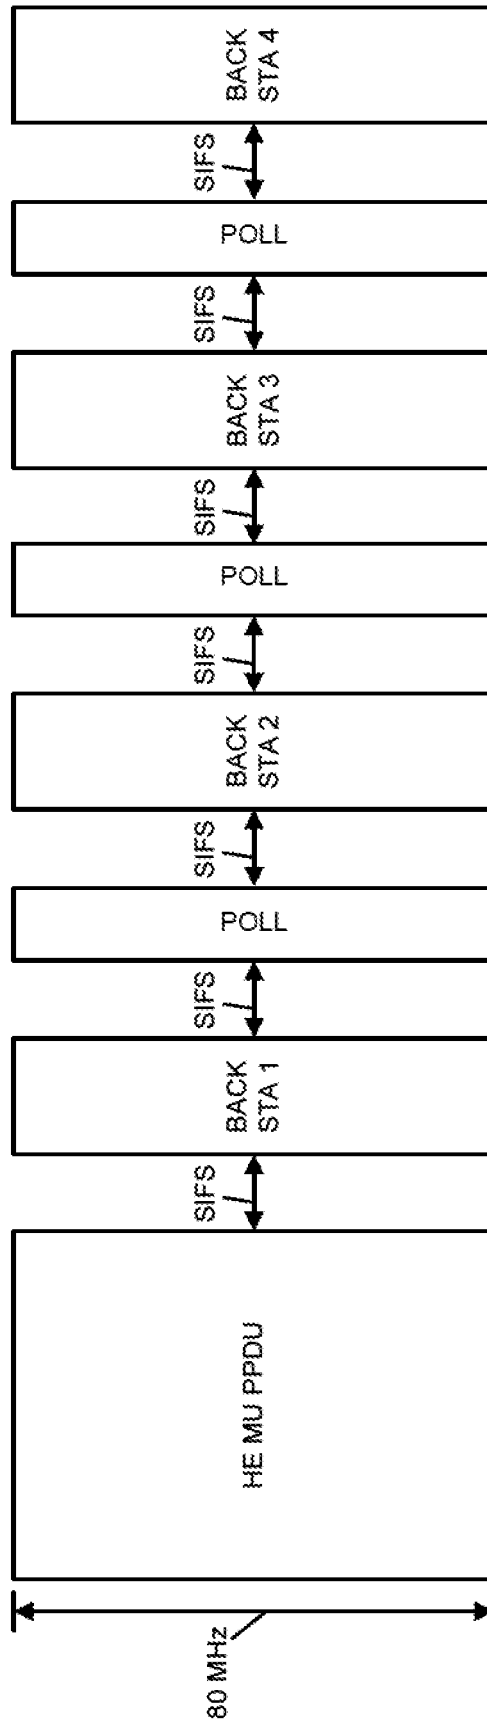 80 MHz
HE MU PPDU
SIFS
BACK
STA 1
SIFS
POLL
SIFS
BACK
STA 2
SIFS
POLL
SIFS
BACK
STA 3
SIFS
POLL
SIFS
BACK
STA 4